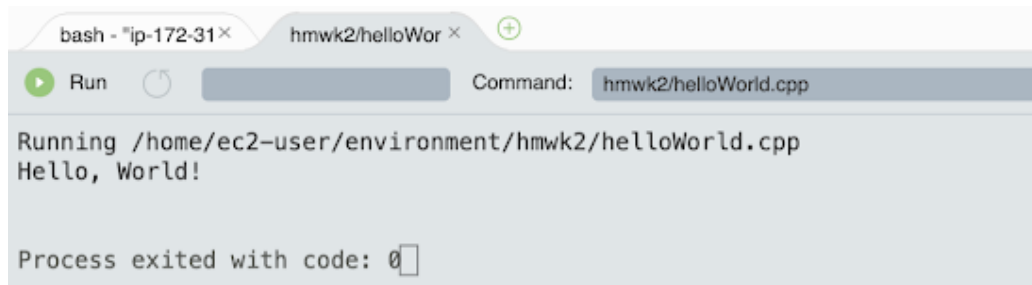 bash - "ip-172-31 hmwk2/helloWor
Run Command: hmwk2/helloWorld.cpp
Running /home/ec2-user/environment/hmwk2/helloWorld.cpp
Hello, World!
Process exited with code: 0